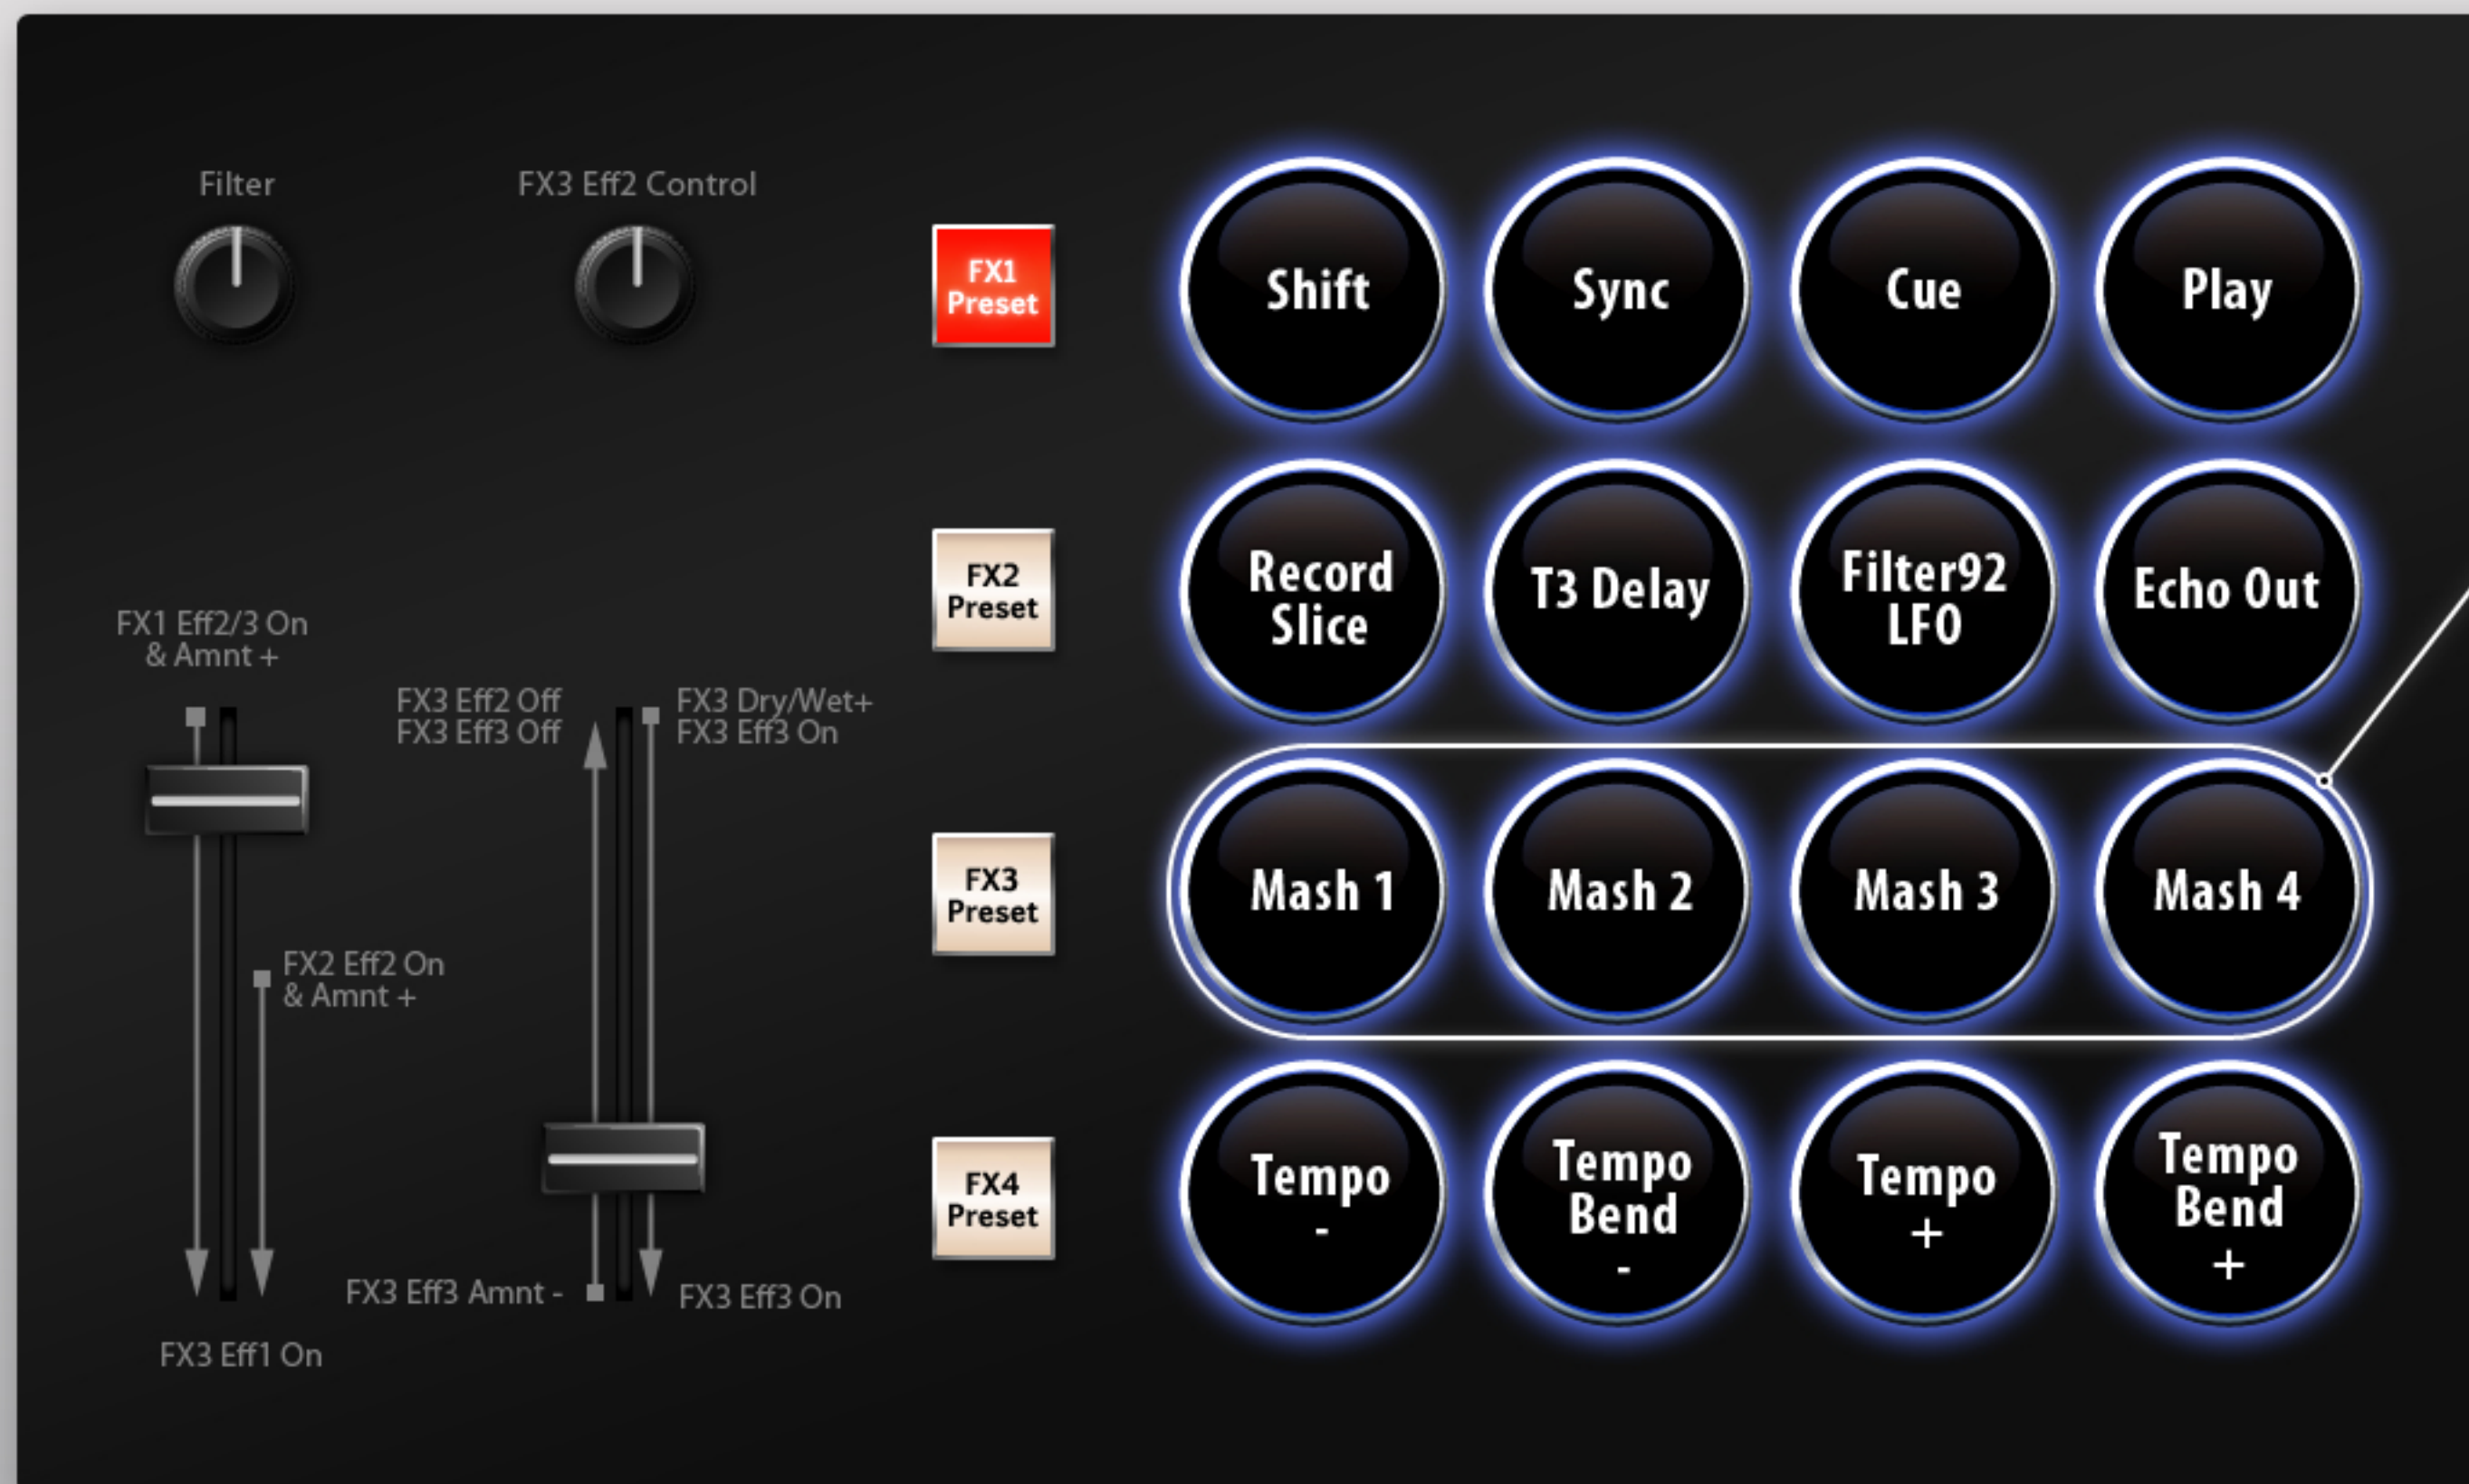 Filter
FX3 Eff2 Control
FX1
Preset
Shift
Sync
Cue
Play
FX2
Preset
Record
Slice
T3 Delay
Filter92
LFO
Echo Out
FX1 Eff2/3 On
& Amnt +
FX3 Eff2 Off
FX3 Eff3 Off
FX3 Dry/Wet+
FX3 Eff3 On
FX3
Preset
Mash 1
Mash 2
Mash 3
Mash 4
FX2 Eff2 On
& Amnt +
FX4
Preset
Tempo
-
Tempo
Bend
-
Tempo
+
Tempo
Bend
+
FX3 Eff3 Amnt -
FX3 Eff3 On
FX3 Eff1 On